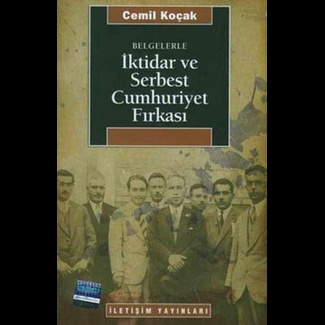 Cemil Koçak
BELGELERLE
İktidar ve
Serbest
Cumhuriyet
Fırkası
İLETİŞİM YAYINLARI